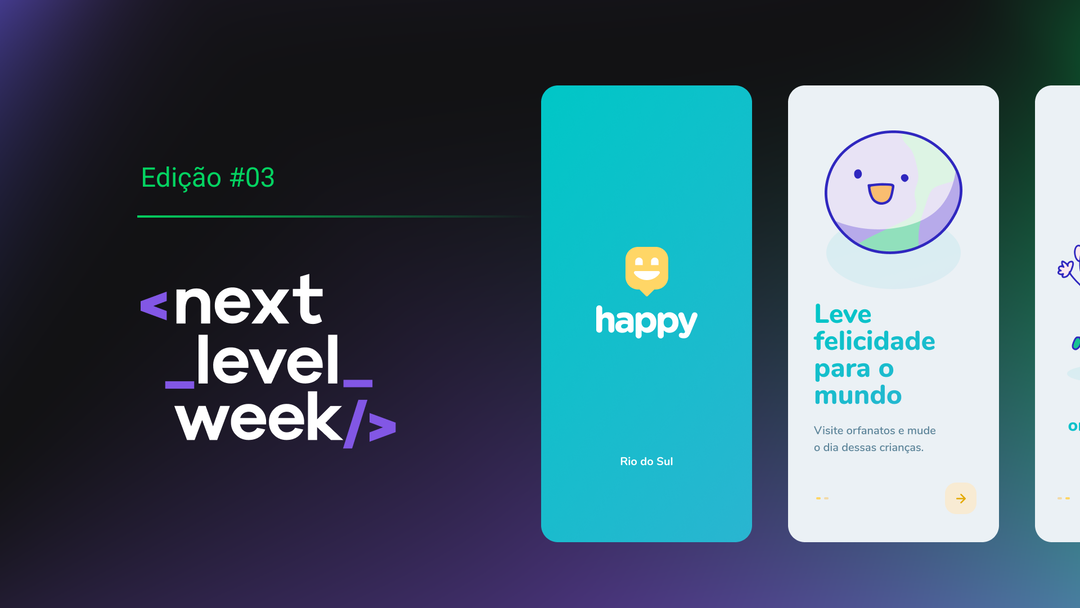 Edição #03
<next
_level_
week/>
happy
Rio do Sul
Leve
felicidade
para o
mundo
Visite orfanatos e mude
o dia dessas crianças.